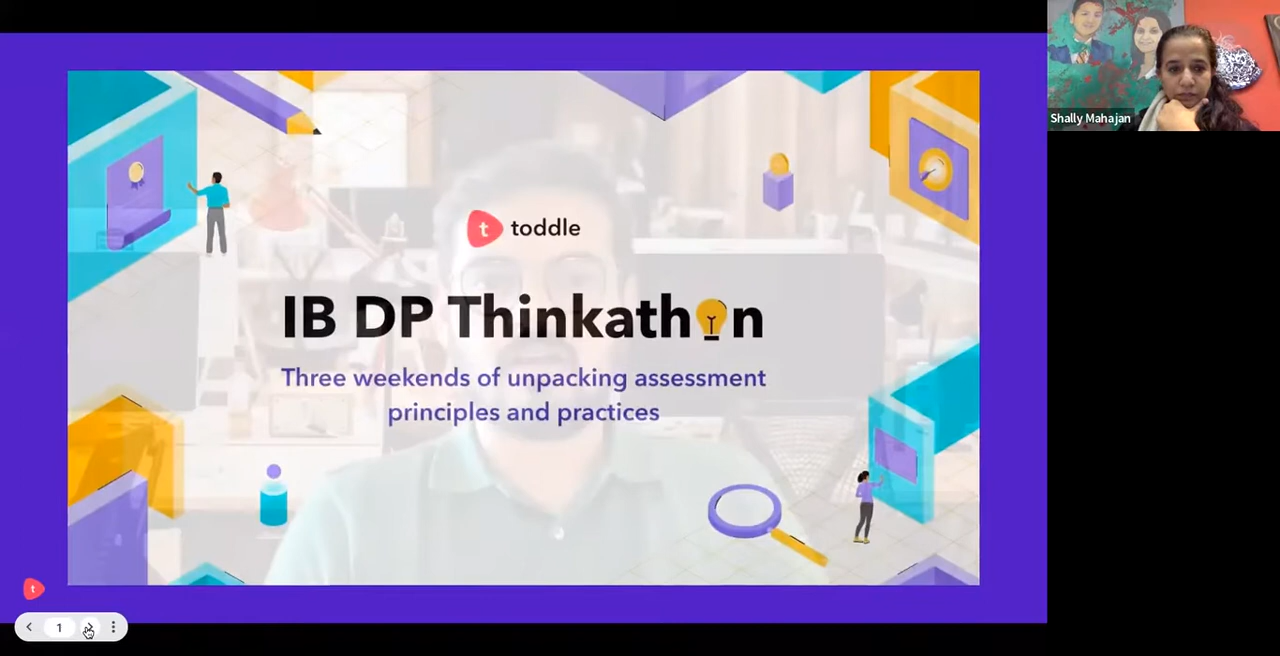 t toddle
IB DP Thinkathon
Three weekends of unpacking assessment
principles and practices
t
1
Shally Mahajan